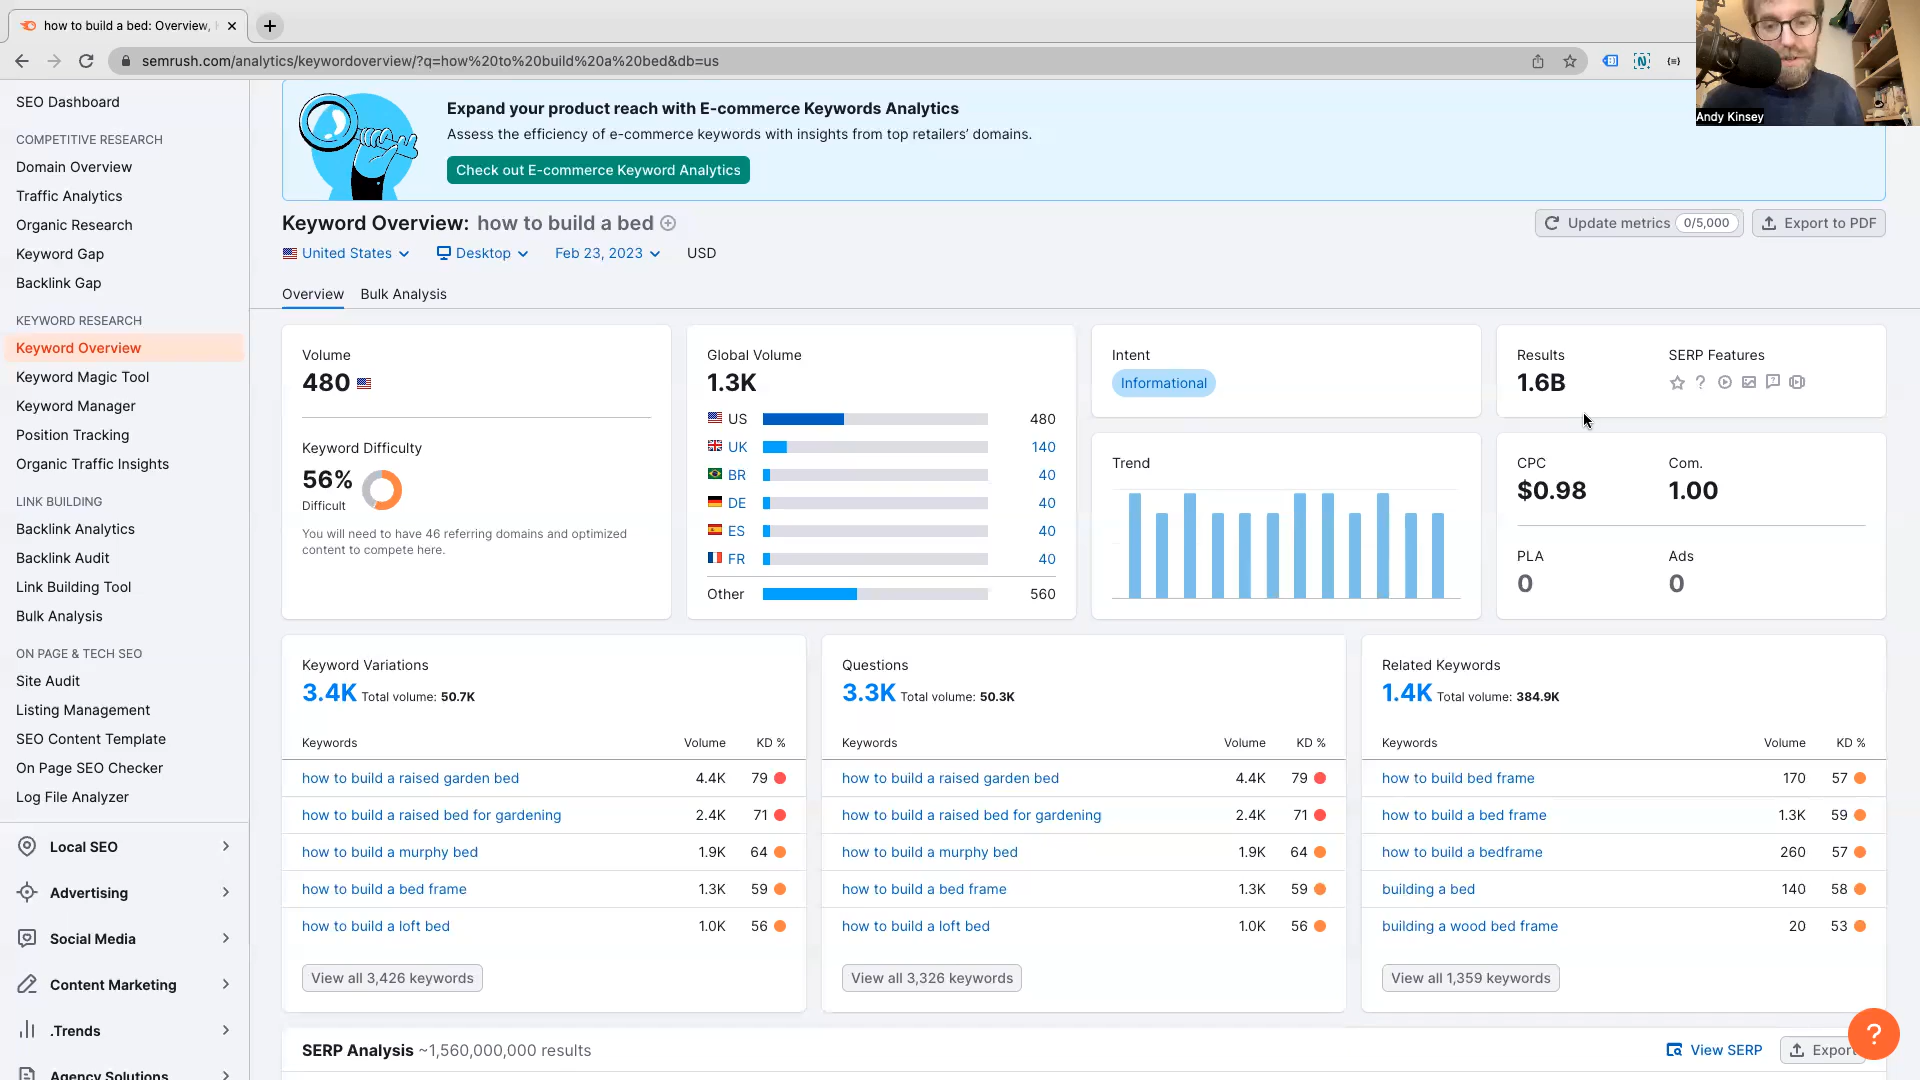 how to build a bed: Overview,
semrush.com/analytics/keywordoverview/?q=how%20to%20build%20a%20bed&db=us
Andy Kinsey
SEO Dashboard
COMPETITIVE RESEARCH
Domain Overview
Traffic Analytics
Organic Research
Keyword Gap
Backlink Gap
KEYWORD RESEARCH
Keyword Overview
Keyword Magic Tool
Keyword Manager
Position Tracking
Organic Traffic Insights
LINK BUILDING
Backlink Analytics
Backlink Audit
Link Building Tool
Bulk Analysis
ON PAGE & TECH SEO
Site Audit
Listing Management
SEO Content Template
On Page SEO Checker
Log File Analyzer
Local SEO
Advertising
Social Media
Content Marketing
.Trends
Agency Solutions
Expand your product reach with E-commerce Keywords Analytics
Assess the efficiency of e-commerce keywords with insights from top retailers’ domains.
Check out E-commerce Keyword Analytics
Keyword Overview: how to build a bed
Update metrics 0/5,000
Export to PDF
United States Desktop Feb 23, 2023 USD
Overview Bulk Analysis
Volume
480
Keyword Difficulty
56%
Difficult
You will need to have 46 referring domains and optimized
content to compete here.
Global Volume
1.3K
US 480
UK 140
BR 40
DE 40
ES 40
FR 40
Other 560
Intent
Informational
Trend
Results SERP Features
1.6B
CPC Com.
$0.98 1.00
PLA Ads
0 0
Keyword Variations
3.4K Total volume: 50.7K
Keywords Volume KD %
how to build a raised garden bed 4.4K 79
how to build a raised bed for gardening 2.4K 71
how to build a murphy bed 1.9K 64
how to build a bed frame 1.3K 59
how to build a loft bed 1.0K 56
View all 3,426 keywords
Questions
3.3K Total volume: 50.3K
Keywords Volume KD %
how to build a raised garden bed 4.4K 79
how to build a raised bed for gardening 2.4K 71
how to build a murphy bed 1.9K 64
how to build a bed frame 1.3K 59
how to build a loft bed 1.0K 56
View all 3,326 keywords
Related Keywords
1.4K Total volume: 384.9K
Keywords Volume KD %
how to build bed frame 170 57
how to build a bed frame 1.3K 59
how to build a bedframe 260 57
building a bed 140 58
building a wood bed frame 20 53
View all 1,359 keywords
SERP Analysis ~1,560,000,000 results
View SERP
Export
?